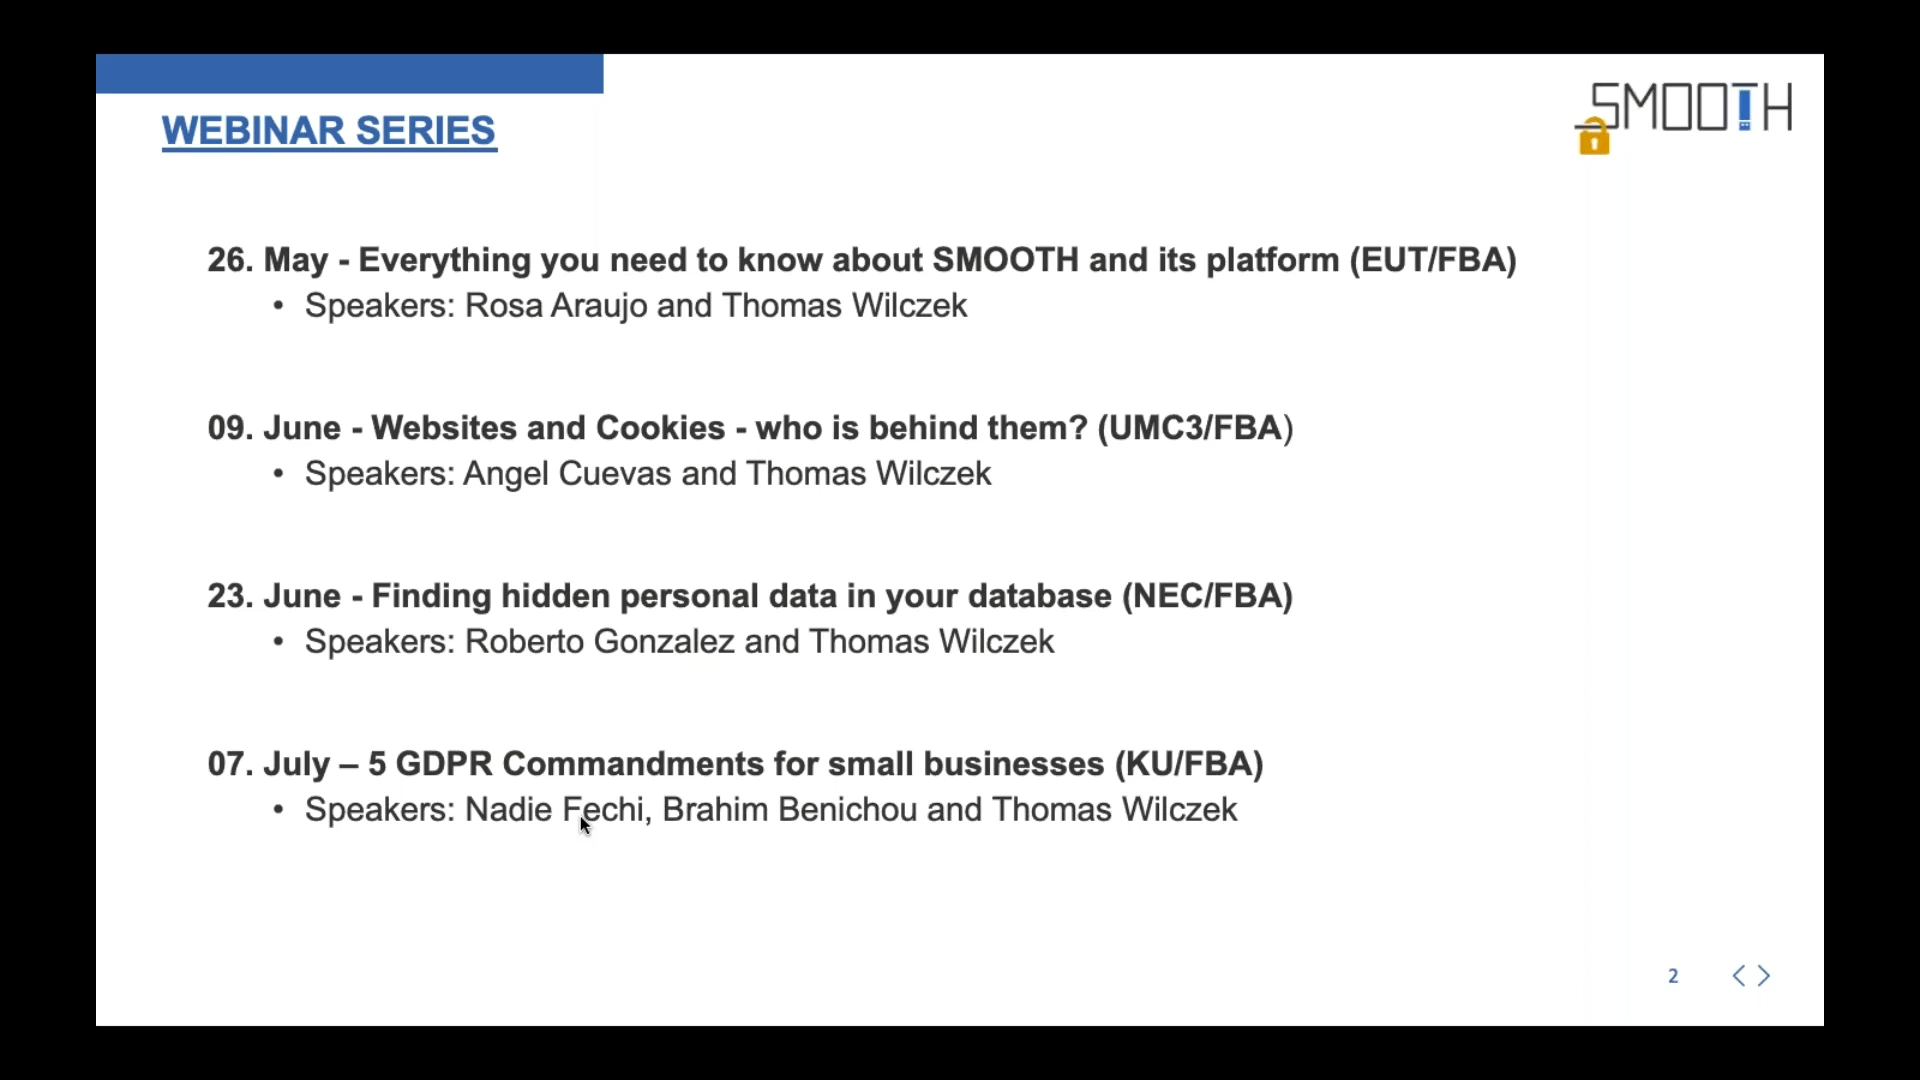 WEBINAR SERIES
SMOOTH
26. May - Everything you need to know about SMOOTH and its platform (EUT/FBA)
• Speakers: Rosa Araujo and Thomas Wilczek
09. June - Websites and Cookies - who is behind them? (UMC3/FBA)
• Speakers: Angel Cuevas and Thomas Wilczek
23. June - Finding hidden personal data in your database (NEC/FBA)
• Speakers: Roberto Gonzalez and Thomas Wilczek
07. July – 5 GDPR Commandments for small businesses (KU/FBA)
• Speakers: Nadie Fechi, Brahim Benichou and Thomas Wilczek
2